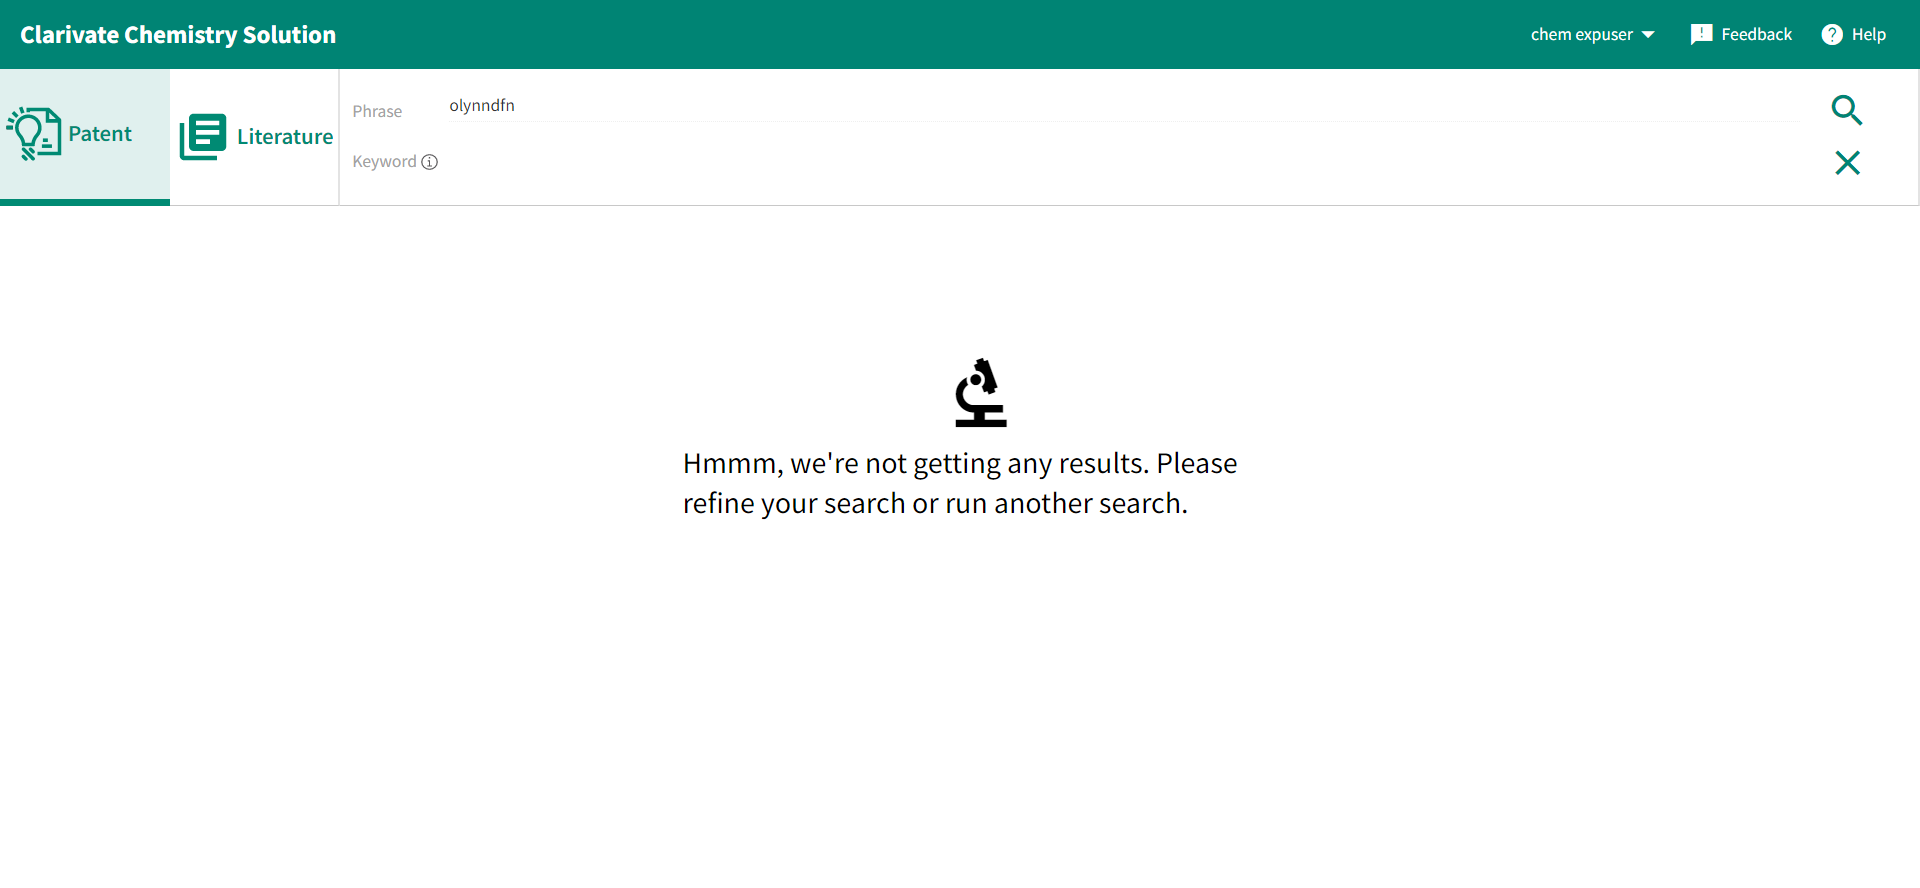 Clarivate Chemistry Solution
chem expuser
Feedback
Help
Patent
Literature
Phrase
olynndfn
Keyword
Hmmm, we're not getting any results. Please
refine your search or run another search.